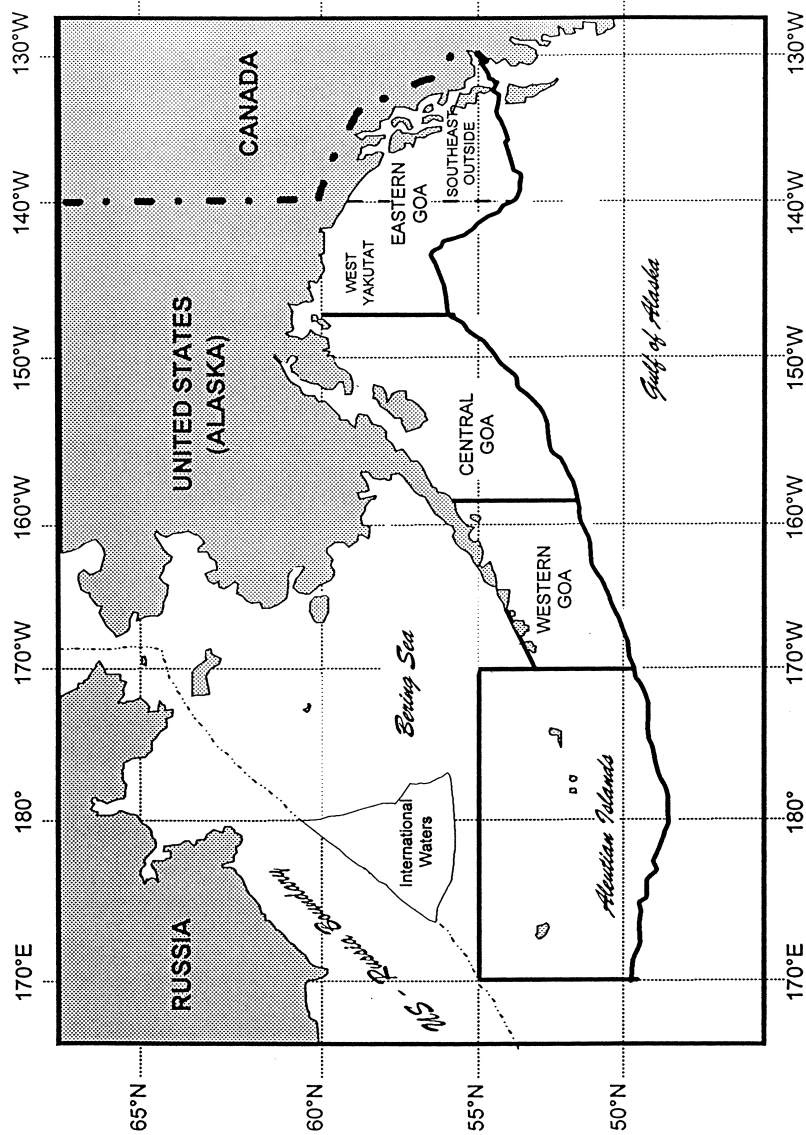 170°E
180°
170°W
160°W
150°W
140°W
130°W
65°N
60°N
55°N
50°N
RUSSIA
UNITED STATES
(ALASKA)
CANADA
US - Russia Boundary
International
Waters
Bering Sea
Aleutian Islands
WESTERN
GOA
CENTRAL
GOA
WEST
YAKUTAT
EASTERN
GOA
SOUTHEAST
OUTSIDE
Gulf of Alaska
170°E
180°
170°W
160°W
150°W
140°W
130°W